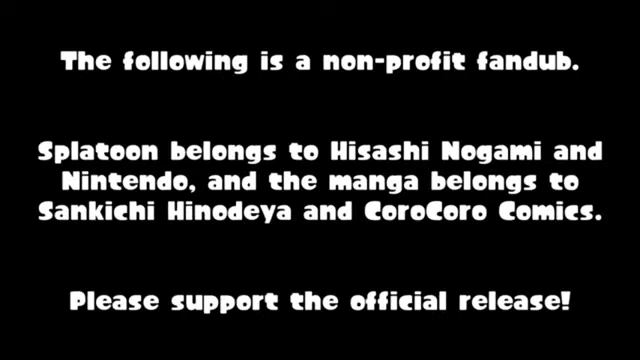 The following is a non-profit fandub.
Splatoon belongs to Hisashi Nogami and
Nintendo, and the manga belongs to
Sankichi Hinodeya and CoroCoro Comics.
Please support the official release!